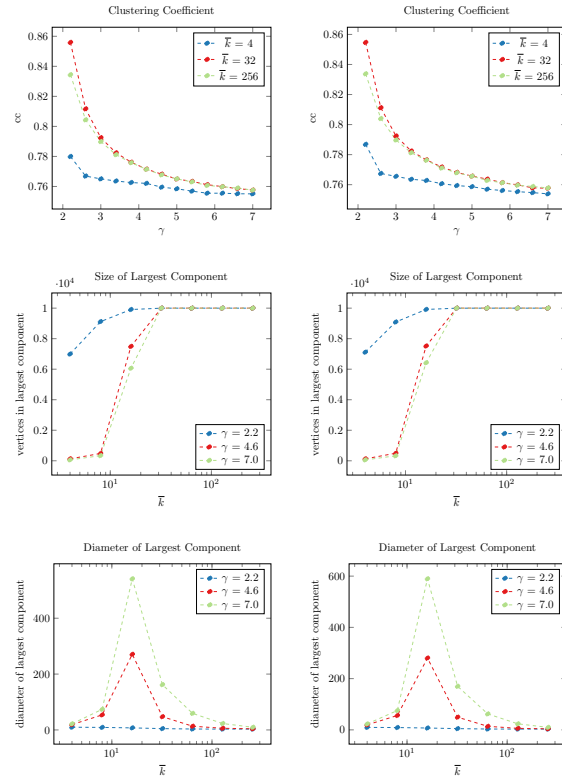 Clustering Coefficient
0.86
0.84
0.82
0.8
0.78
0.76
cc
2 3 4 5 6 7
γ
k̅ = 4
k̅ = 32
k̅ = 256
Clustering Coefficient
0.86
0.84
0.82
0.8
0.78
0.76
cc
2 3 4 5 6 7
γ
k̅ = 4
k̅ = 32
k̅ = 256
Size of Largest Component
·10⁴
1
0.8
0.6
0.4
0.2
0
vertices in largest component
10¹ 10²
k̅
γ = 2.2
γ = 4.6
γ = 7.0
Size of Largest Component
·10⁴
1
0.8
0.6
0.4
0.2
0
vertices in largest component
10¹ 10²
k̅
γ = 2.2
γ = 4.6
γ = 7.0
Diameter of Largest Component
400
200
0
diameter of largest component
10¹ 10²
k̅
γ = 2.2
γ = 4.6
γ = 7.0
Diameter of Largest Component
600
400
200
0
diameter of largest component
10¹ 10²
k̅
γ = 2.2
γ = 4.6
γ = 7.0